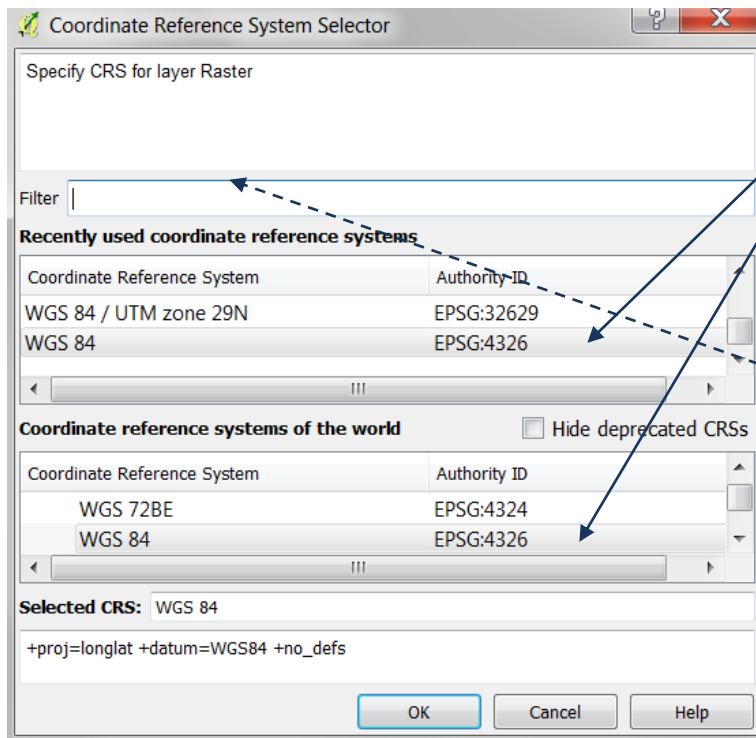 Coordinate Reference System Selector
Specify CRS for layer Raster
Filter
Recently used coordinate reference systems
Coordinate Reference System Authority ID
WGS 84 / UTM zone 29N EPSG:32629
WGS 84 EPSG:4326
Coordinate reference systems of the world Hide deprecated CRSs
Coordinate Reference System Authority ID
WGS 72BE EPSG:4324
WGS 84 EPSG:4326
Selected CRS: WGS 84
+proj=longlat +datum=WGS84 +no_defs
OK Cancel Help